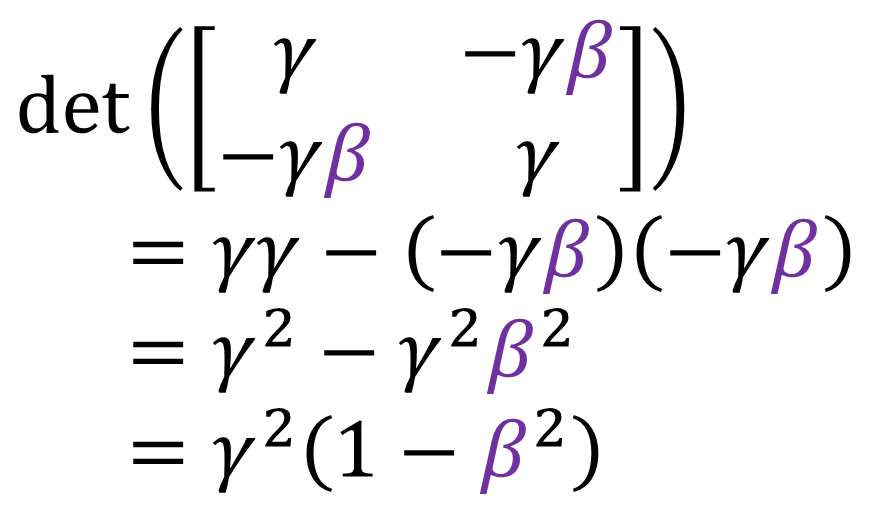 det([γ −γβ
−γβ γ])
= γγ − (−γβ)(−γβ)
= γ² − γ²β²
= γ²(1 − β²)